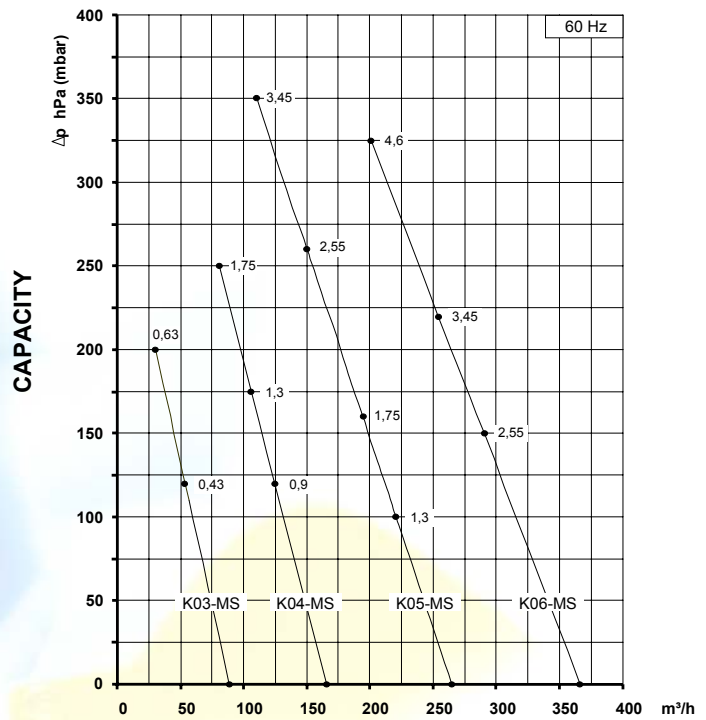 60 Hz
Δp hPa (mbar)
CAPACITY
400
350
300
250
200
150
100
50
0
3,45
4,6
2,55
1,75
3,45
0,63
1,3
1,75
2,55
0,43
0,9
1,3
K03-MS
K04-MS
K05-MS
K06-MS
0 50 100 150 200 250 300 350 400 m³/h